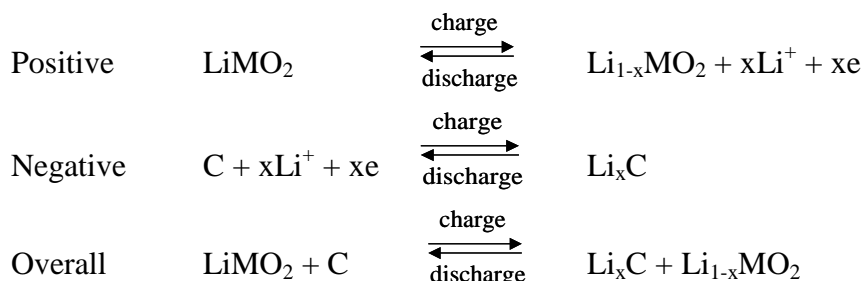 charge
Positive LiMO₂ Li₁₋ₓMO₂ + xLi⁺ + xe
discharge
charge
Negative C + xLi⁺ + xe LiₓC
discharge
charge
Overall LiMO₂ + C LiₓC + Li₁₋ₓMO₂
discharge